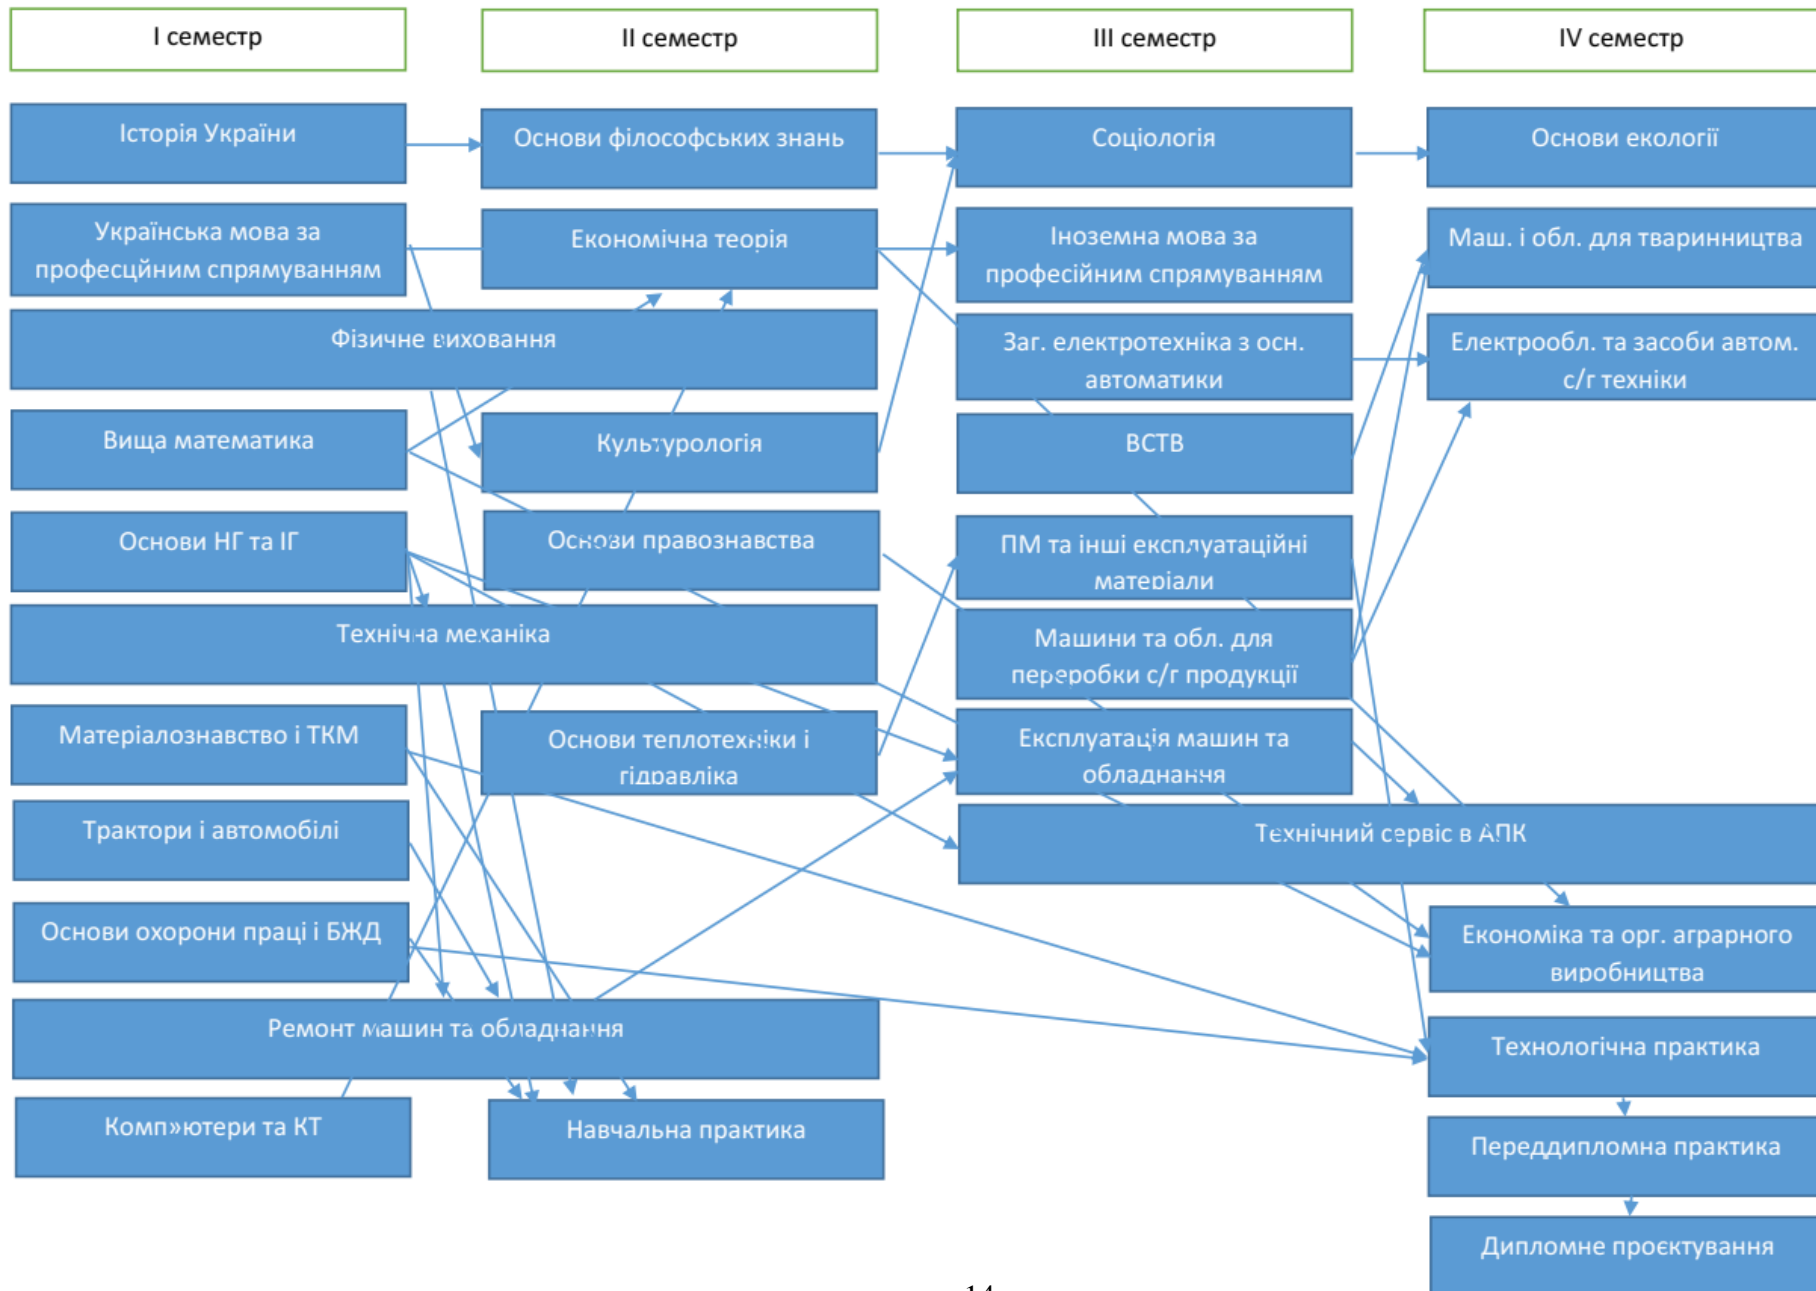 I семестр
II семестр
III семестр
IV семестр
Історія України
Основи філософських знань
Соціологія
Основи екології
Українська мова за
професцйним спрямуванням
Економічна теорія
Іноземна мова за
професійним спрямуванням
Маш. і обл. для тваринництва
Фізичне виховання
Заг. електротехніка з осн.
автоматики
Електрообл. та засоби автом.
с/г техніки
Вища математика
Культурологія
ВСТВ
Основи НГ та ІГ
Основи правознавства
ПМ та інші експлуатаційні
матеріали
Технічна механіка
Машини та обл. для
переробки с/г продукції
Матеріалознавство і ТКМ
Основи теплотехніки і
гідравліка
Експлуатація машин та
обладнання
Трактори і автомобілі
Технічний сервіс в АПК
Основи охорони праці і БЖД
Економіка та орг. аграрного
виробництва
Ремонт машин та обладнання
Технологічна практика
Комп»ютери та КТ
Навчальна практика
Переддипломна практика
Дипломне проєктування
14